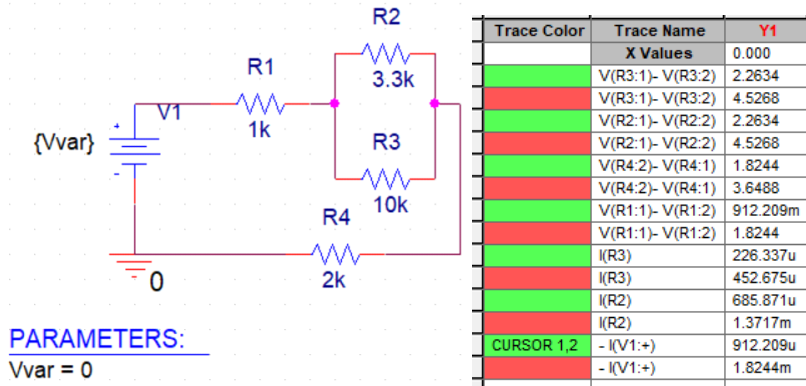 R2
3.3k
R1
1k
V1
{Vvar}
+
-
R3
10k
R4
2k
0
PARAMETERS:
Vvar = 0
Trace Color Trace Name Y1
X Values 0.000
V(R3:1)- V(R3:2) 2.2634
V(R3:1)- V(R3:2) 4.5268
V(R2:1)- V(R2:2) 2.2634
V(R2:1)- V(R2:2) 4.5268
V(R4:2)- V(R4:1) 1.8244
V(R4:2)- V(R4:1) 3.6488
V(R1:1)- V(R1:2) 912.209m
V(R1:1)- V(R1:2) 1.8244
I(R3) 226.337u
I(R3) 452.675u
I(R2) 685.871u
I(R2) 1.3717m
CURSOR 1,2 - I(V1:+) 912.209u
- I(V1:+) 1.8244m